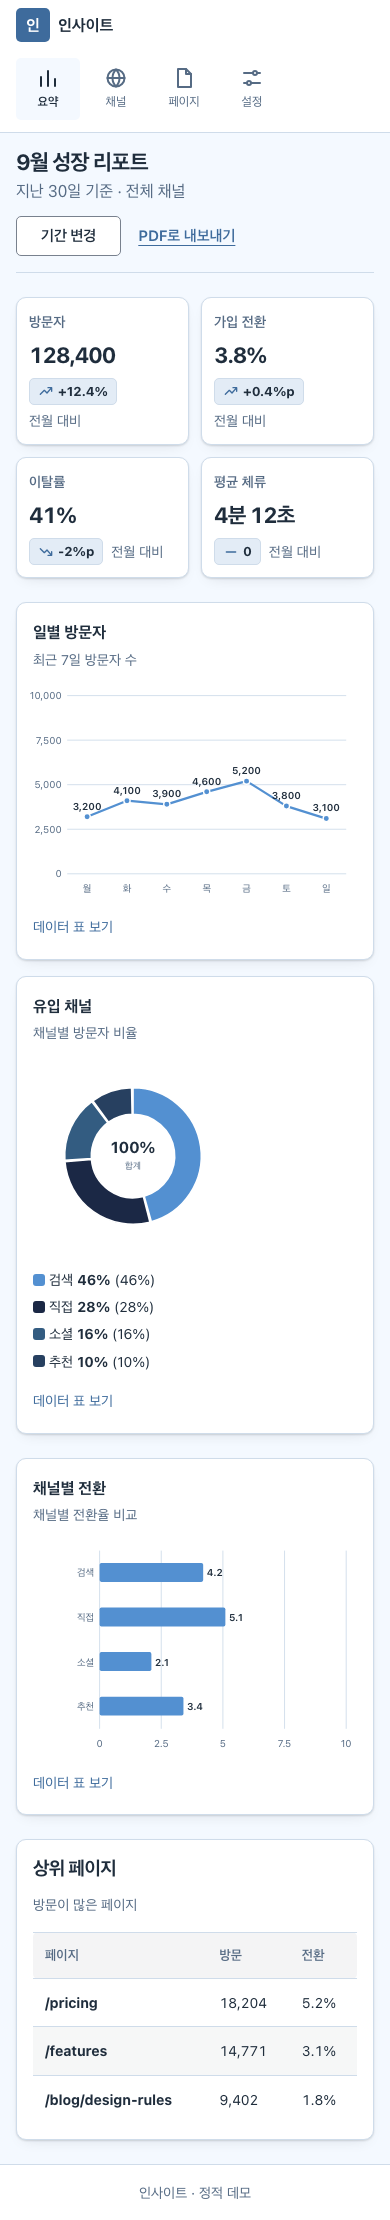 인 인사이트
요약 채널 페이지 설정
9월 성장 리포트
지난 30일 기준 · 전체 채널
기간 변경 PDF로 내보내기
방문자
128,400
+12.4%
전월 대비
가입 전환
3.8%
+0.4%p
전월 대비
이탈률
41%
-2%p 전월 대비
평균 체류
4분 12초
0 전월 대비
일별 방문자
최근 7일 방문자 수
10,000
7,500
5,000
2,500
0
3,200 4,100 3,900 4,600 5,200 3,800 3,100
월 화 수 목 금 토 일
데이터 표 보기
유입 채널
채널별 방문자 비율
100%
합계
검색 46% (46%)
직접 28% (28%)
소셜 16% (16%)
추천 10% (10%)
데이터 표 보기
채널별 전환
채널별 전환율 비교
검색 4.2
직접 5.1
소셜 2.1
추천 3.4
0 2.5 5 7.5 10
데이터 표 보기
상위 페이지
방문이 많은 페이지
페이지 방문 전환
/pricing 18,204 5.2%
/features 14,771 3.1%
/blog/design-rules 9,402 1.8%
인사이트 · 정적 데모